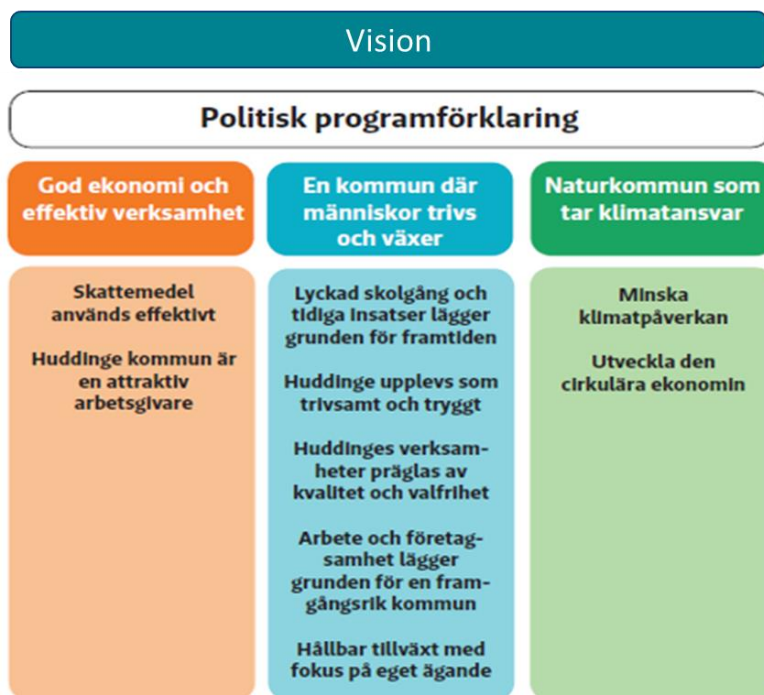 Vision
Politisk programförklaring
God ekonomi och
effektiv verksamhet
Skattemedel
används effektivt
Huddinge kommun är
en attraktiv
arbetsgivare
En kommun där
människor trivs
och växer
Lyckad skolgång och
tidiga insatser lägger
grunden för framtiden
Huddinge upplevs som
trivsamt och tryggt
Huddinges verksam-
heter präglas av
kvalitet och valfrihet
Arbete och företag-
samhet lägger
grunden för en fram-
gångsrik kommun
Hållbar tillväxt med
fokus på eget ägande
Naturkommun som
tar klimatansvar
Minska
klimatpåverkan
Utveckla den
cirkulära ekonomin